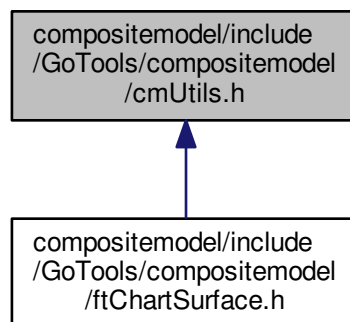 compositemodel/include
/GoTools/compositemodel
/cmUtils.h
compositemodel/include
/GoTools/compositemodel
/ftChartSurface.h